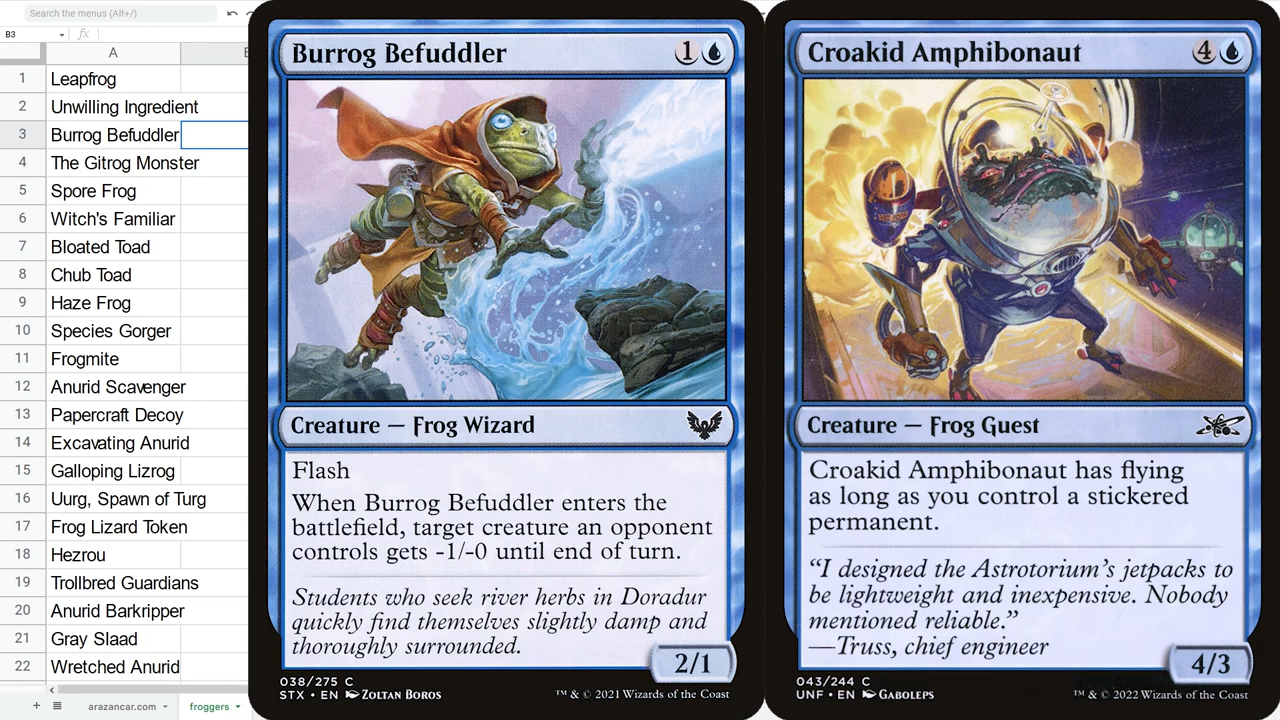 Search the menus (Alt+/)
B3
fx
A
1 Leapfrog
2 Unwilling Ingredient
3 Burrog Befuddler
4 The Gitrog Monster
5 Spore Frog
6 Witch's Familiar
7 Bloated Toad
8 Chub Toad
9 Haze Frog
10 Species Gorger
11 Frogmite
12 Anurid Scavenger
13 Papercraft Decoy
14 Excavating Anurid
15 Galloping Lizrog
16 Uurg, Spawn of Turg
17 Frog Lizard Token
18 Hezrou
19 Trollbred Guardians
20 Anurid Barkripper
21 Gray Slaad
22 Wretched Anurid
arazancar.com
froggers
Burrog Befuddler 1
Creature — Frog Wizard
Flash
When Burrog Befuddler enters the
battlefield, target creature an opponent
controls gets -1/-0 until end of turn.
Students who seek river herbs in Doradur
quickly find themselves slightly damp and
thoroughly surrounded.
2/1
038/275 C
STX • EN Zoltan Boros
™ & © 2021 Wizards of the Coast
Croakid Amphibonaut 4
Creature — Frog Guest
Croakid Amphibonaut has flying
as long as you control a stickered
permanent.
“I designed the Astrotorium’s jetpacks to
be lightweight and inexpensive. Nobody
mentioned reliable.”
—Truss, chief engineer
4/3
043/244 C
UNF • EN Gaboleps
™ & © 2022 Wizards of the Coast